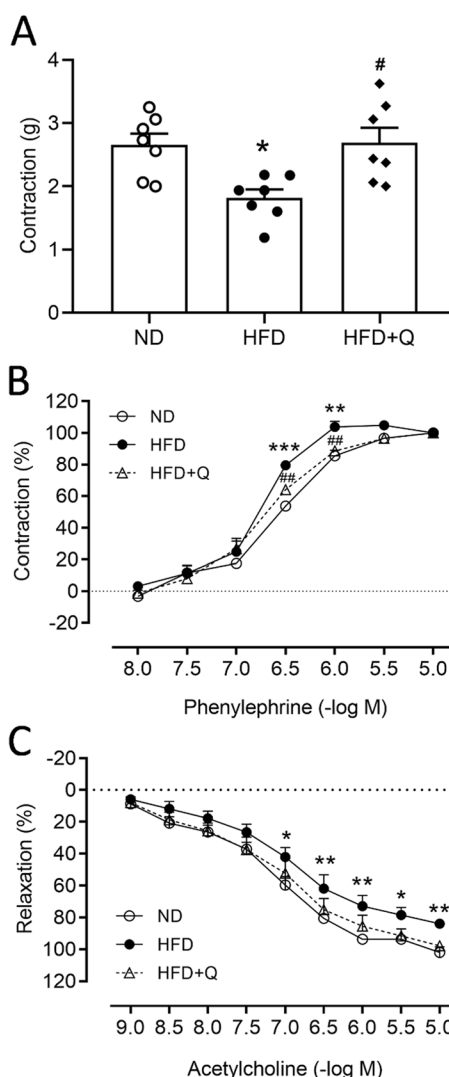 A
Contraction (g)
4
3
2
1
0
*
#
ND
HFD
HFD+Q
B
Contraction (%)
120
100
80
60
40
20
0
-20
ND
HFD
HFD+Q
***
##
**
##
8.0 7.5 7.0 6.5 6.0 5.5 5.0
Phenylephrine (-log M)
C
Relaxation (%)
-20
0
20
40
60
80
100
120
* ** ** * **
ND
HFD
HFD+Q
9.0 8.5 8.0 7.5 7.0 6.5 6.0 5.5 5.0
Acetylcholine (-log M)